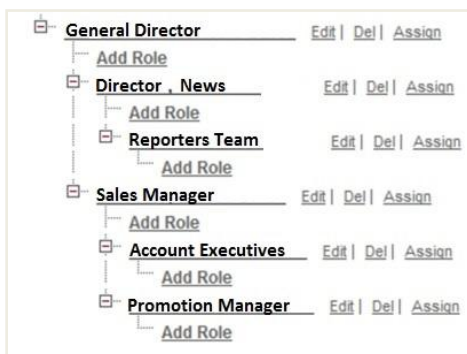 General Director Edit | Del | Assign
Add Role
Director , News Edit | Del | Assign
Add Role
Reporters Team Edit | Del | Assign
Add Role
Sales Manager Edit | Del | Assign
Add Role
Account Executives Edit | Del | Assign
Add Role
Promotion Manager Edit | Del | Assign
Add Role